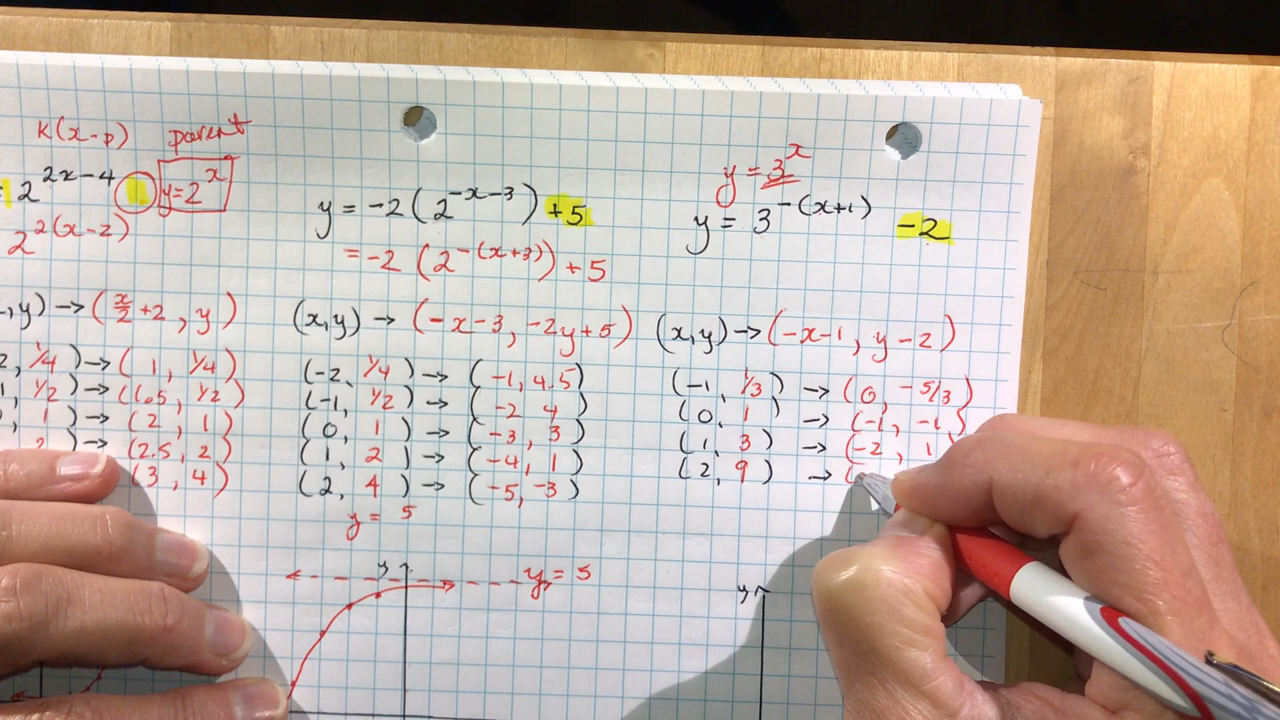 K(x-p) parent
= 2^{2x-4} y=2^x
2^{2(x-2)}
,y) → (x/2 +2, y)
2, 1/4 ) → ( 1, 1/4)
1, 1/2 ) → (1.5, 1/2)
, 1 ) → (2, 1)
) → (2.5, 2)
(3, 4)
y = -2(2^{-x-3}) +5
= -2(2^{-(x+3)}) +5
(x,y) → (-x-3, -2y+5)
(-2, 1/4 ) → (-1, 4.5)
(-1, 1/2 ) → (-2 4)
(0, 1 ) → (-3, 3)
(1, 2 ) → (-4, 1)
(2, 4 ) → (-5, -3)
y = 5
y
y = 5
y = 3^x
y = 3^{-(x+1)} -2
(x,y) → (-x-1, y-2)
(-1, 1/3 ) → (0, -5/3)
(0, 1 ) → (-1, -1)
(1, 3 ) → (-2, 1
(2, 9 ) → (
y